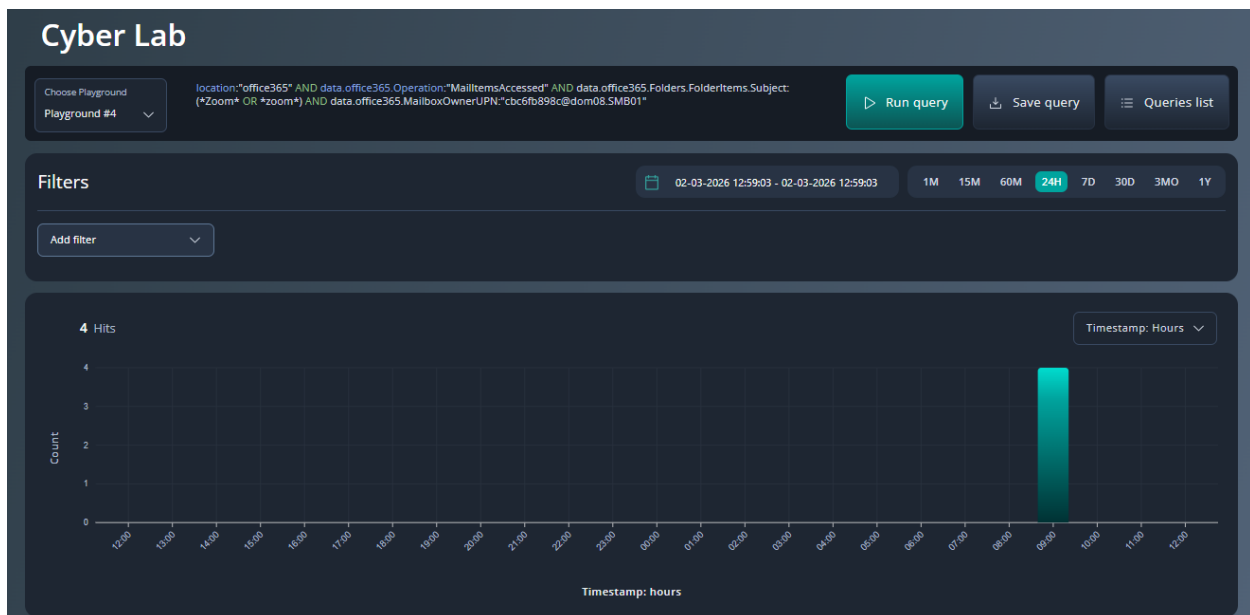 Cyber Lab
Choose Playground
Playground #4
location:"office365" AND data.office365.Operation:"MailItemsAccessed" AND data.office365.Folders.FolderItems.Subject:
(*Zoom* OR *zoom*) AND data.office365.MailboxOwnerUPN:"cbc6fb898c@dom08.SMB01"
Run query
Save query
Queries list
Filters
02-03-2026 12:59:03 - 02-03-2026 12:59:03
1M 15M 60M 24H 7D 30D 3MO 1Y
Add filter
4 Hits
Timestamp: Hours
4
3
2
1
0
Count
12:00 13:00 14:00 15:00 16:00 17:00 18:00 19:00 20:00 21:00 22:00 23:00 00:00 01:00 02:00 03:00 04:00 05:00 06:00 07:00 08:00 09:00 10:00 11:00 12:00
Timestamp: hours